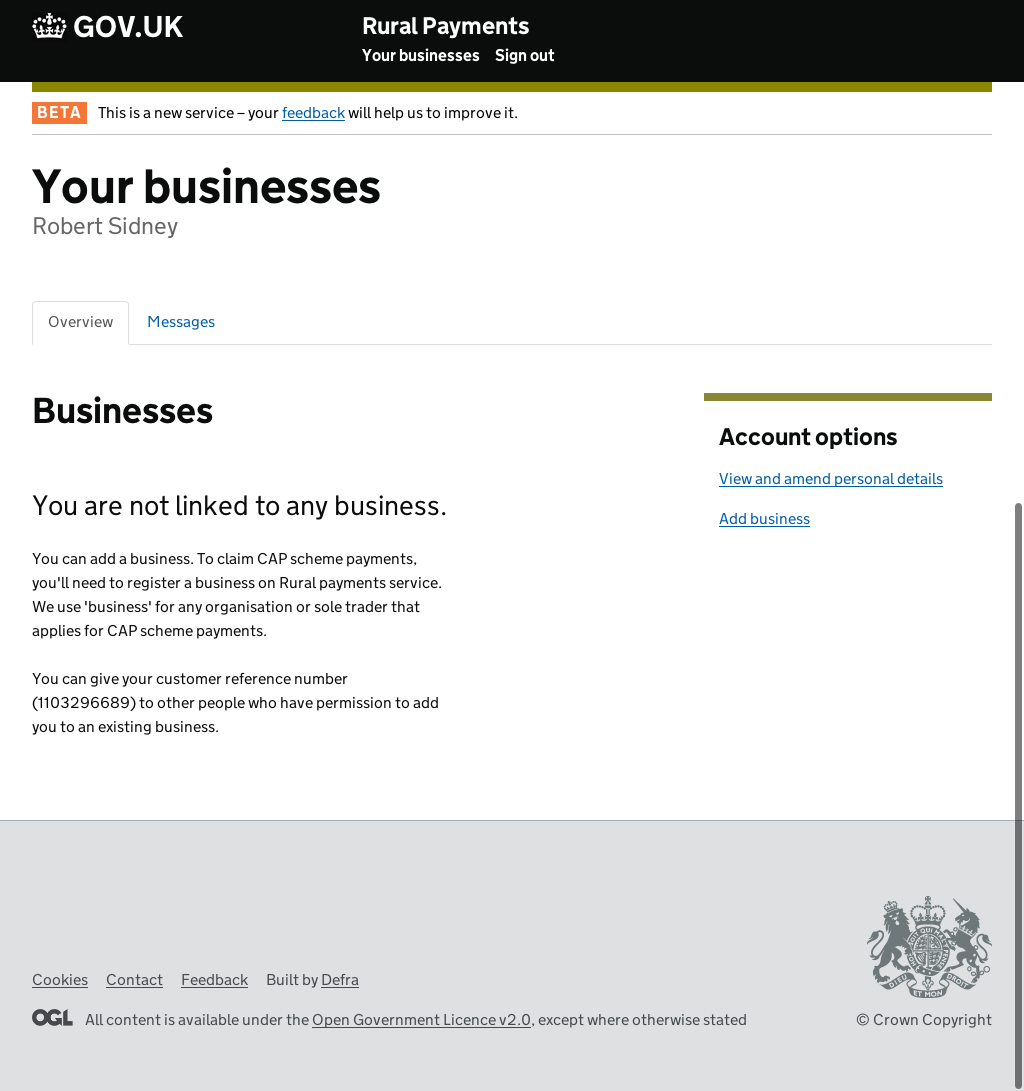 GOV.UK
Rural Payments
Your businesses Sign out
BETA This is a new service – your feedback will help us to improve it.
Your businesses
Robert Sidney
Overview Messages
Businesses
You are not linked to any business.
You can add a business. To claim CAP scheme payments,
you'll need to register a business on Rural payments service.
We use 'business' for any organisation or sole trader that
applies for CAP scheme payments.
You can give your customer reference number
(1103296689) to other people who have permission to add
you to an existing business.
Account options
View and amend personal details
Add business
Cookies Contact Feedback Built by Defra
OGL All content is available under the Open Government Licence v2.0, except where otherwise stated
DIEU ET MON DROIT
© Crown Copyright